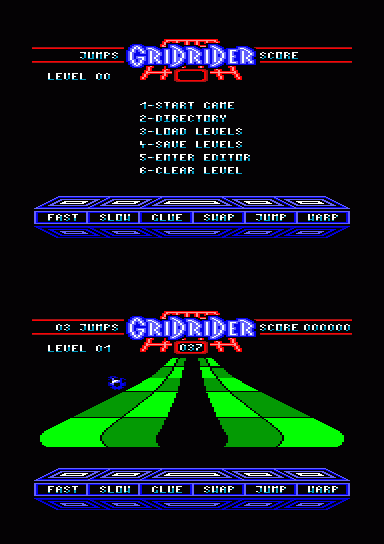 JUMPS GRIDRIDER SCORE
LEVEL 00
1-START GAME
2-DIRECTORY
3-LOAD LEVELS
4-SAVE LEVELS
5-ENTER EDITOR
6-CLEAR LEVEL
FAST SLOW GLUE SWAP JUMP WARP
03 JUMPS GRIDRIDER SCORE 000000
LEVEL 01 037
FAST SLOW GLUE SWAP JUMP WARP